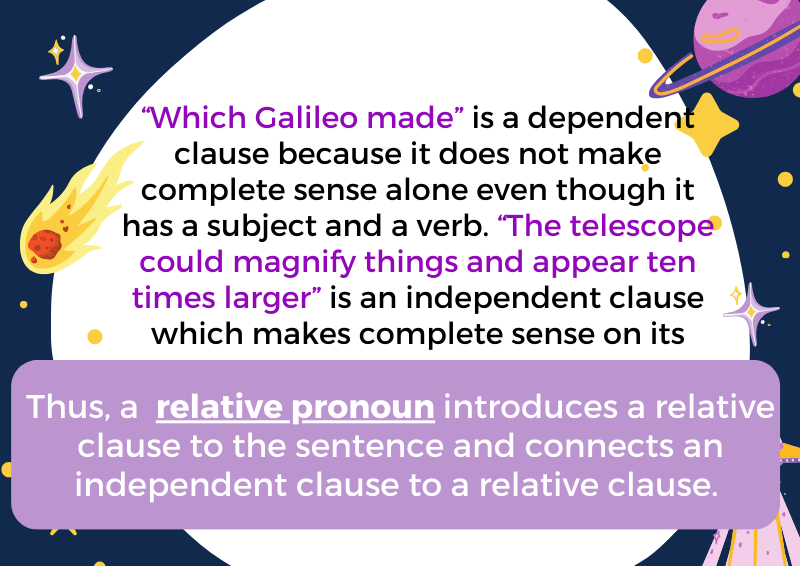 “Which Galileo made” is a dependent
clause because it does not make
complete sense alone even though it
has a subject and a verb. “The telescope
could magnify things and appear ten
times larger” is an independent clause
which makes complete sense on its
Thus, a relative pronoun introduces a relative
clause to the sentence and connects an
independent clause to a relative clause.